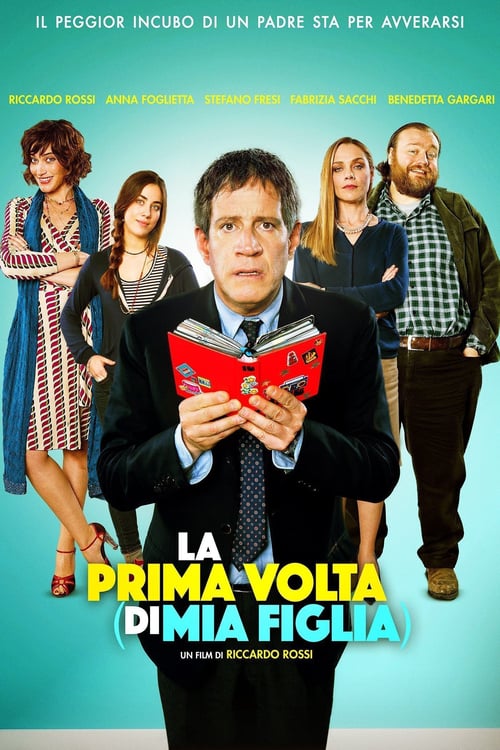 IL PEGGIOR INCUBO DI UN PADRE STA PER AVVERARSI
RICCARDO ROSSI ANNA FOGLIETTA STEFANO FRESI FABRIZIA SACCHI BENEDETTA GARGARI
LA
PRIMA VOLTA
(DI MIA FIGLIA)
UN FILM DI RICCARDO ROSSI